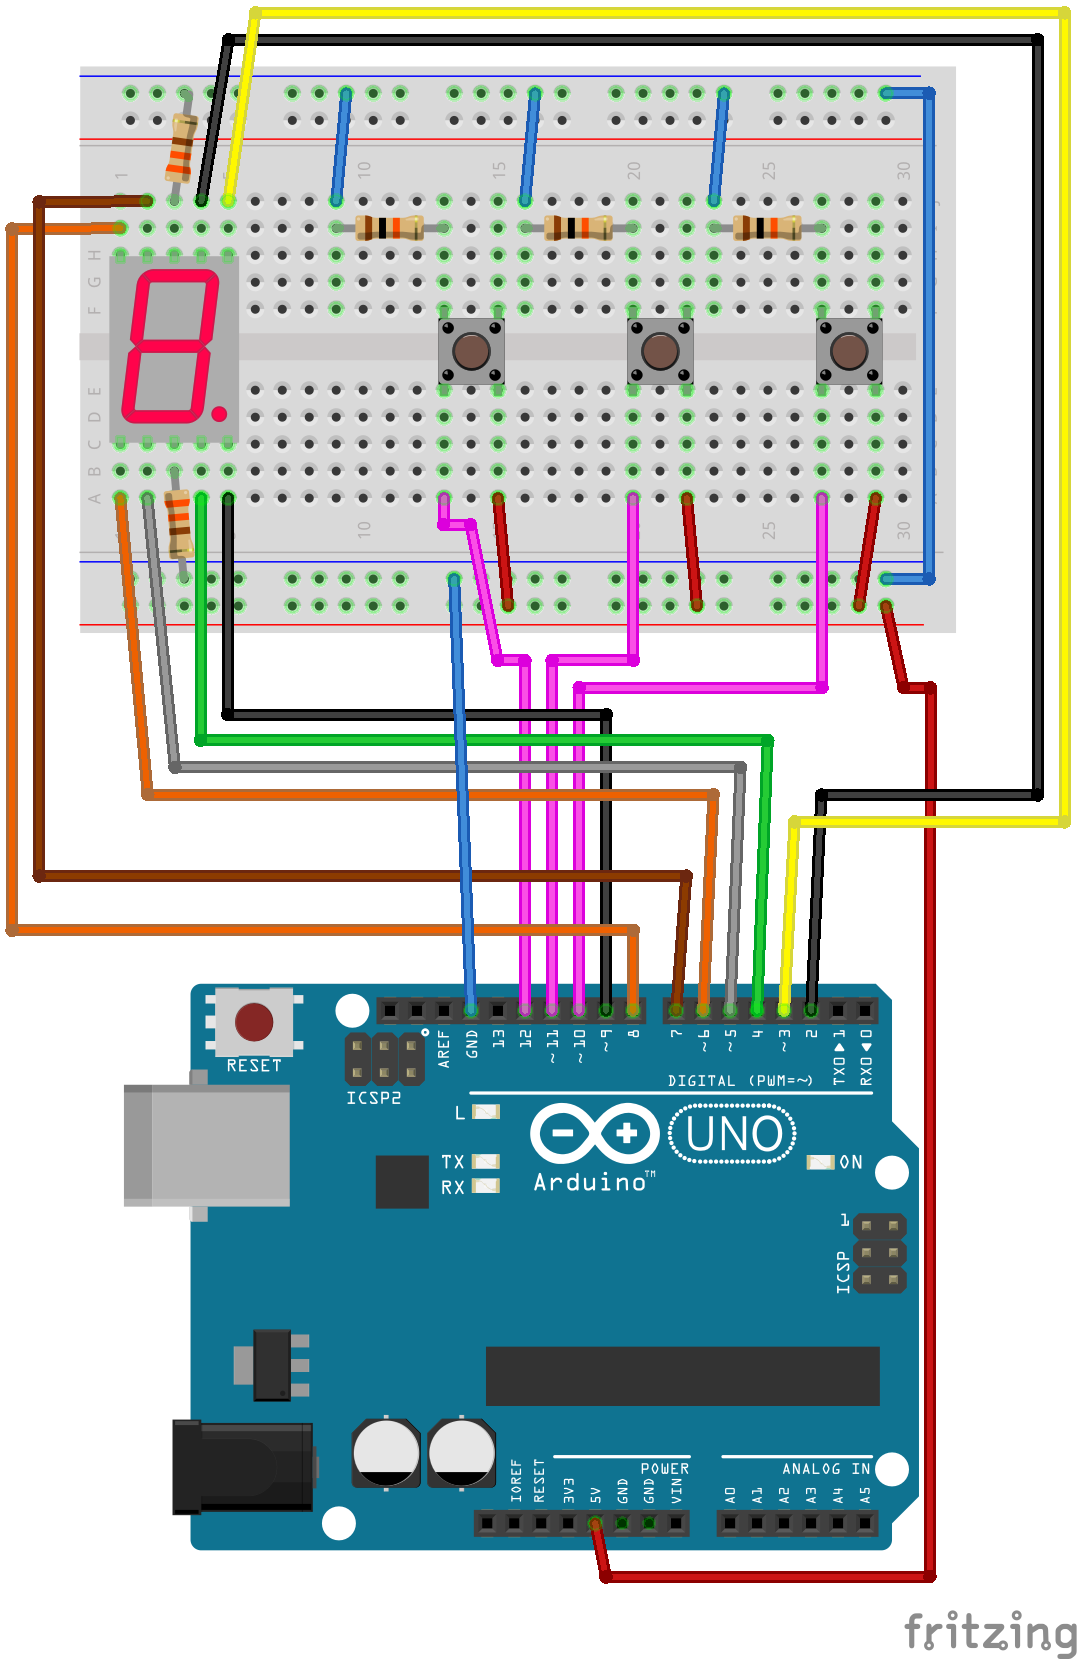 1
10
15
20
25
30
H
G
F
E
D
C
B
A
10
25
30
RESET
ICSP2
AREF
GND
13
12
~11
~10
~9
8
7
~6
~5
4
~3
2
TX0▶1
RX0◀0
DIGITAL (PWM=~)
L
TX
RX
Arduino™
UNO
ON
1
ICSP
IOREF
RESET
3V3
5V
GND
GND
VIN
POWER
A0
A1
A2
A3
A4
A5
ANALOG IN
fritzing